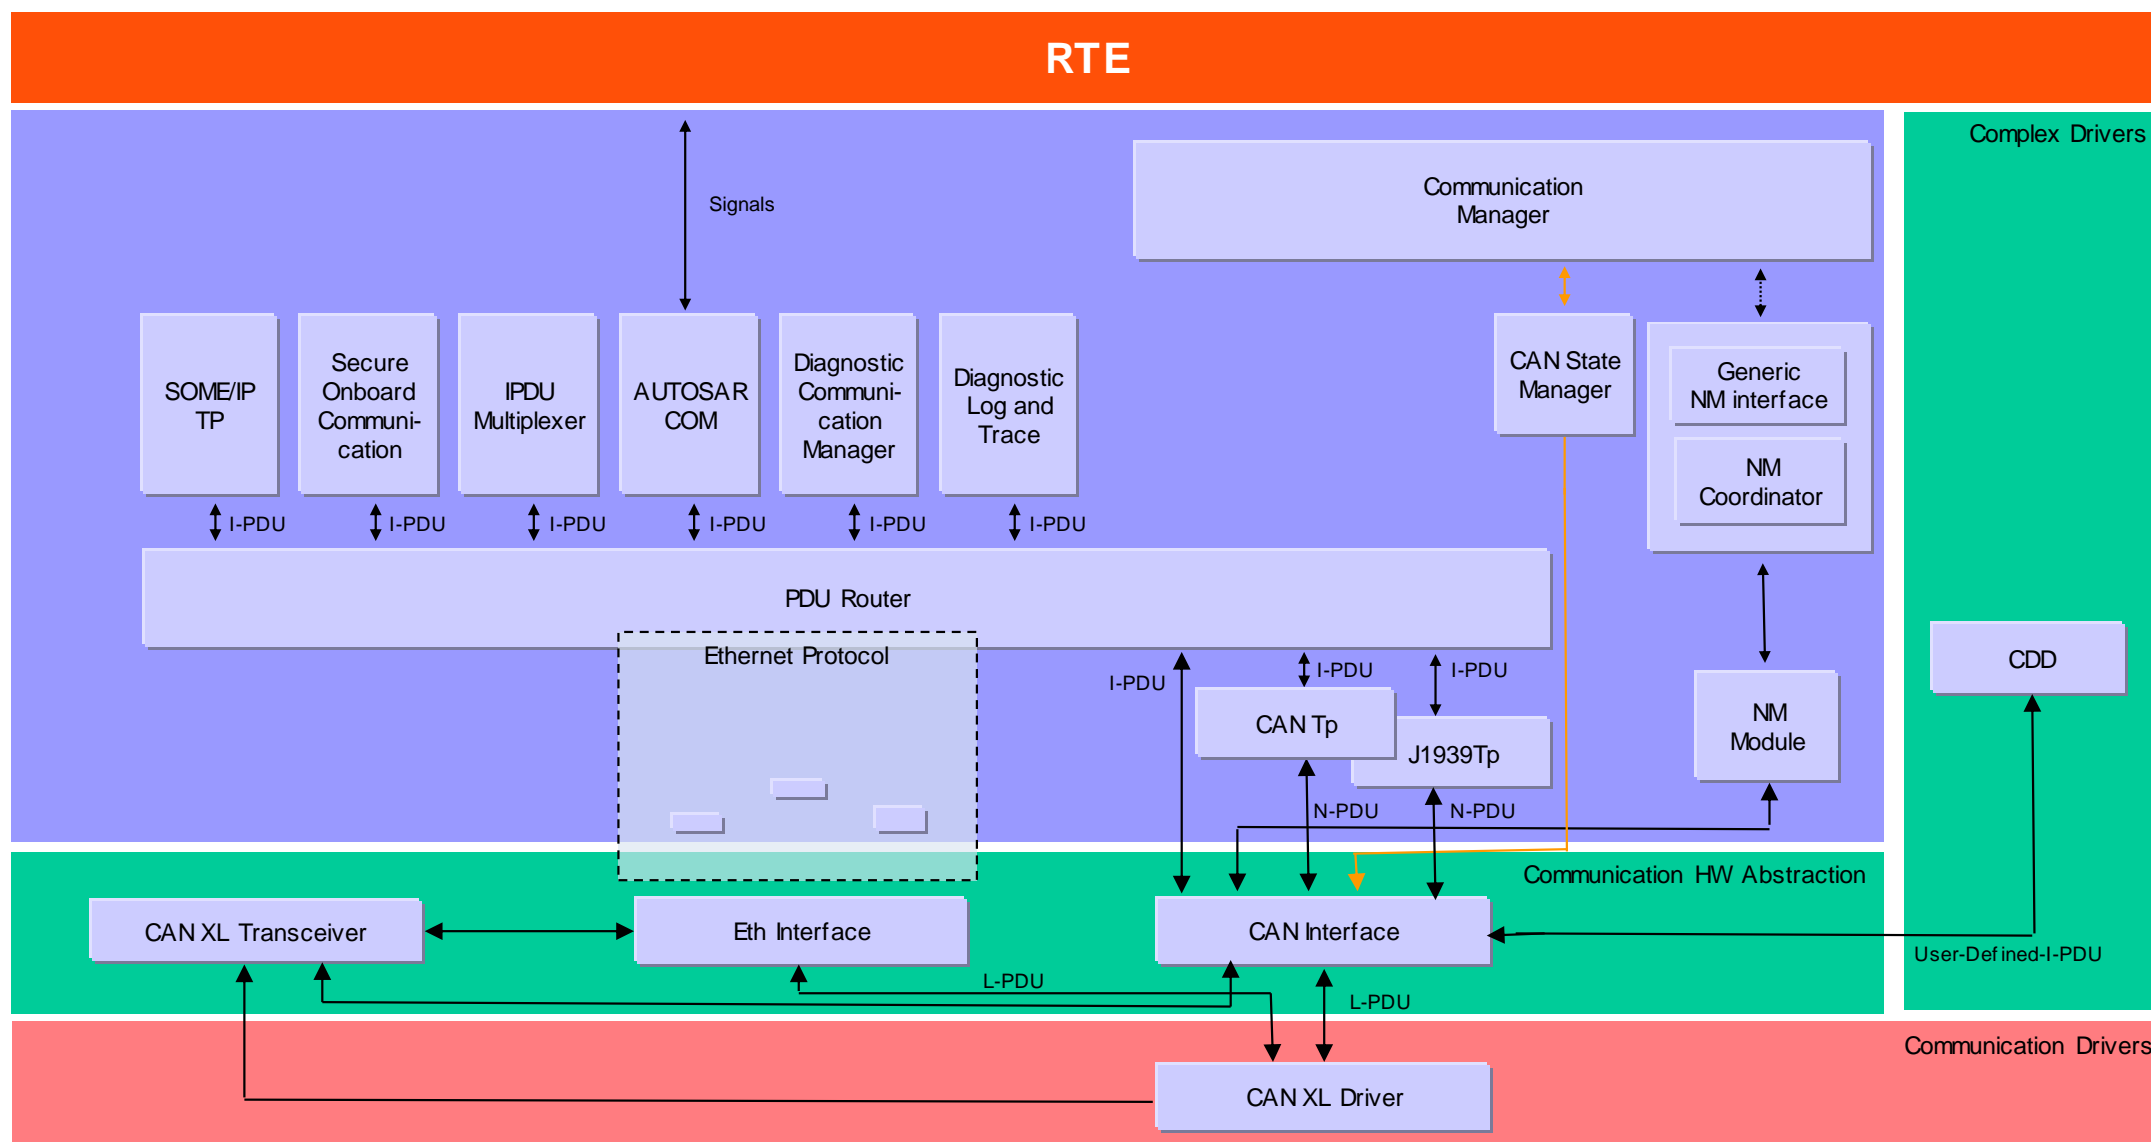 RTE
Complex Drivers
Communication
Manager
Signals
SOME/IP
TP
Secure
Onboard
Communi-
cation
IPDU
Multiplexer
AUTOSAR
COM
Diagnostic
Communi-
cation
Manager
Diagnostic
Log and
Trace
CAN State
Manager
Generic
NM interface
NM
Coordinator
I-PDU
I-PDU
I-PDU
I-PDU
I-PDU
I-PDU
PDU Router
Ethernet Protocol
I-PDU
I-PDU
I-PDU
CAN Tp
J1939Tp
NM
Module
CDD
N-PDU
N-PDU
Communication HW Abstraction
CAN XL Transceiver
Eth Interface
CAN Interface
User-Defined-I-PDU
L-PDU
L-PDU
Communication Drivers
CAN XL Driver